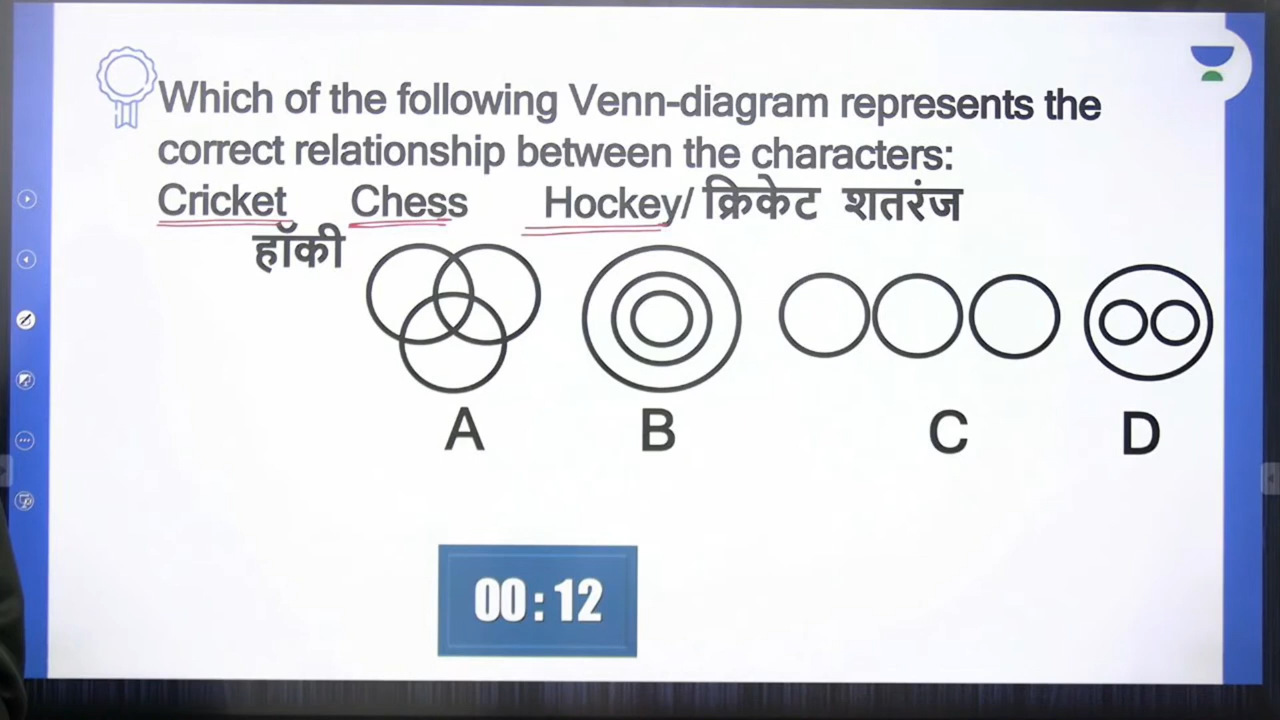 Which of the following Venn-diagram represents the
correct relationship between the characters:
Cricket Chess Hockey/ क्रिकेट शतरंज
हॉकी
A B C D
00:12